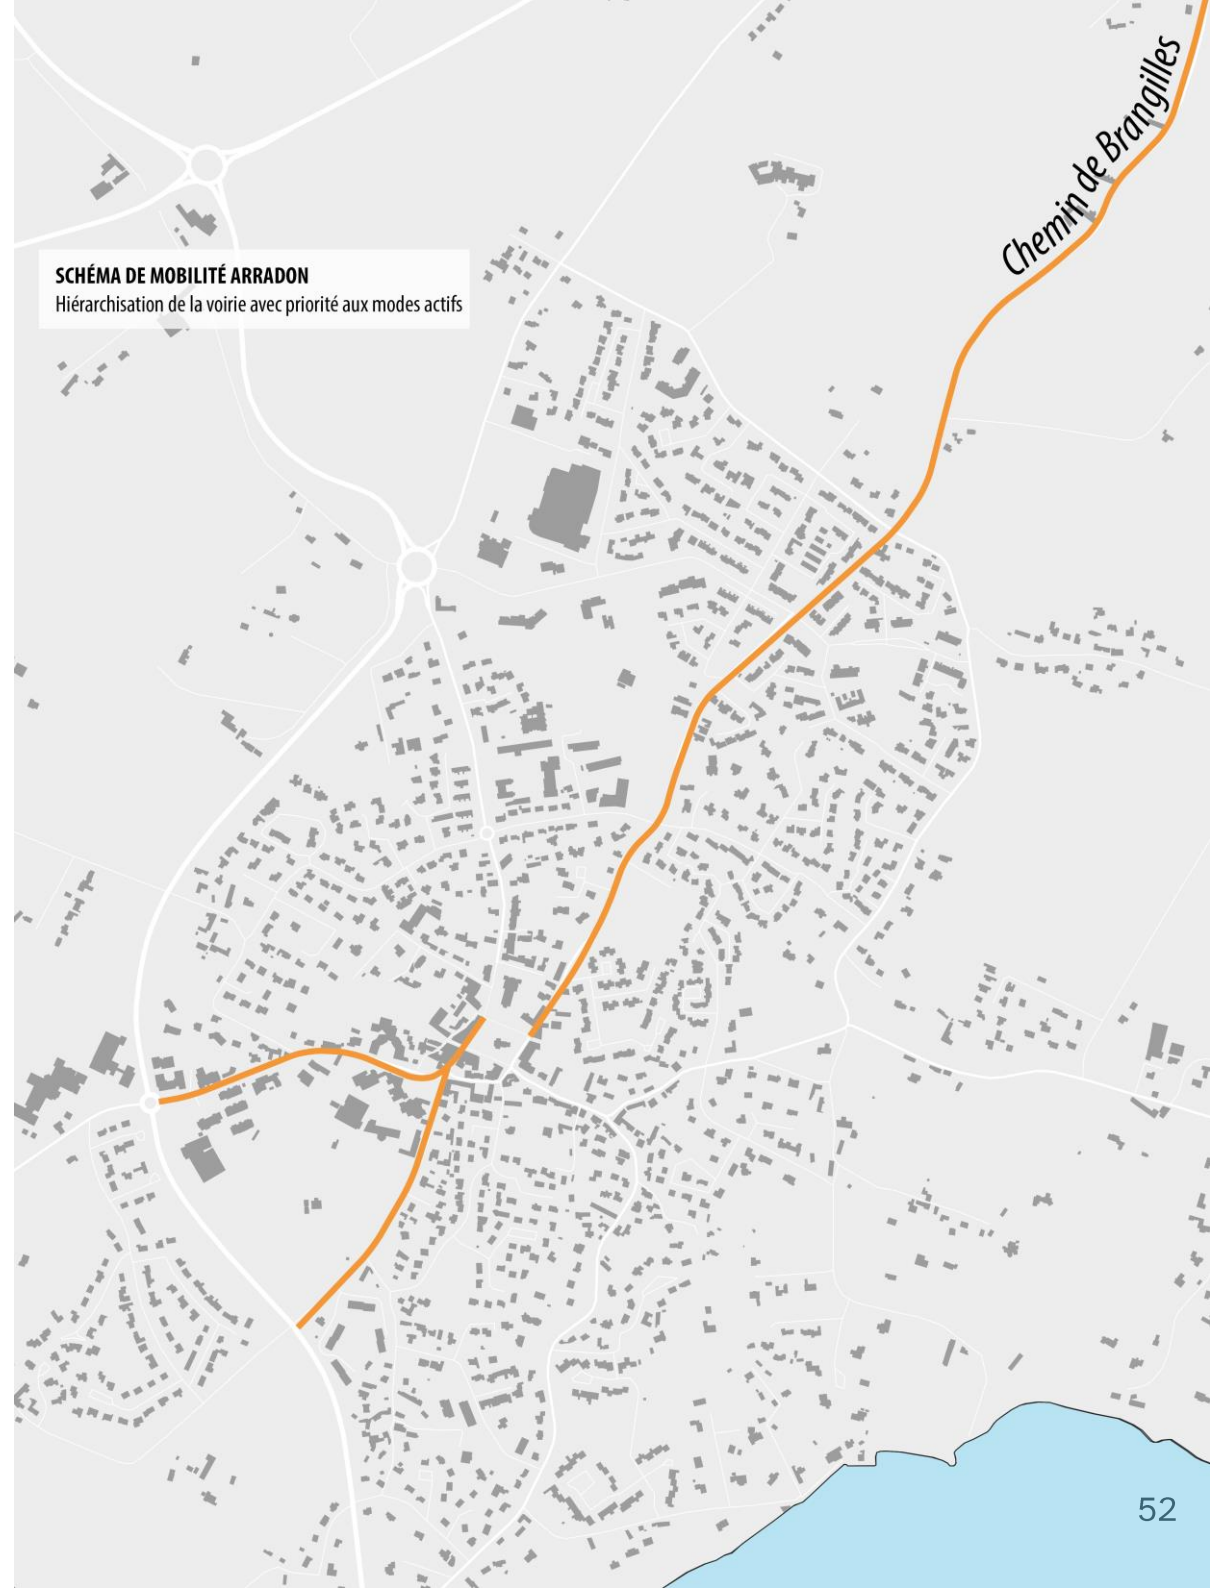 Chemin de Brangilles
SCHÉMA DE MOBILITÉ ARRADON
Hiérarchisation de la voirie avec priorité aux modes actifs
52